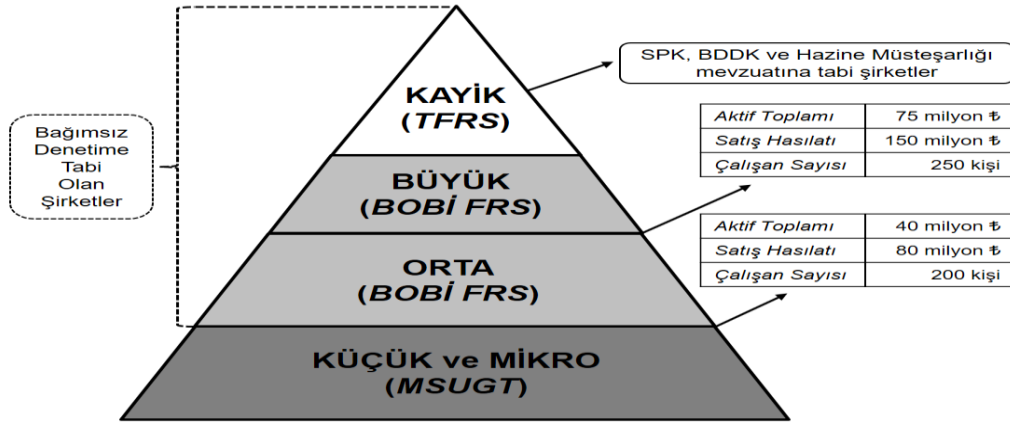 SPK, BDDK ve Hazine Müsteşarlığı
mevzuatına tabi şirketler
KAYİK
(TFRS)
Bağımsız
Denetime
Tabi
Olan
Şirketler
Aktif Toplamı 75 milyon ₺
Satış Hasılatı 150 milyon ₺
Çalışan Sayısı 250 kişi
BÜYÜK
(BOBİ FRS)
Aktif Toplamı 40 milyon ₺
Satış Hasılatı 80 milyon ₺
Çalışan Sayısı 200 kişi
ORTA
(BOBİ FRS)
KÜÇÜK ve MİKRO
(MSUGT)